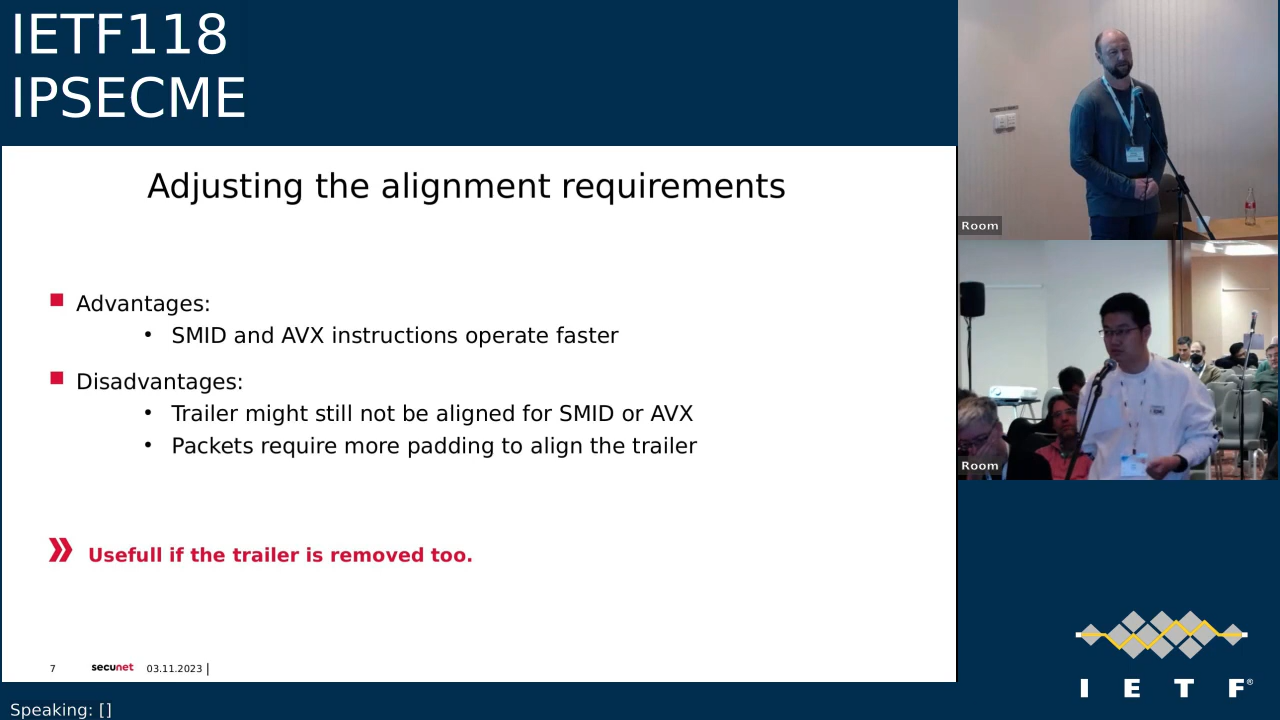 IETF118
IPSECME
Adjusting the alignment requirements
Advantages:
• SMID and AVX instructions operate faster
Disadvantages:
• Trailer might still not be aligned for SMID or AVX
• Packets require more padding to align the trailer
Usefull if the trailer is removed too.
7 secunet 03.11.2023 |
Room
Room
I E T F®
Speaking: []